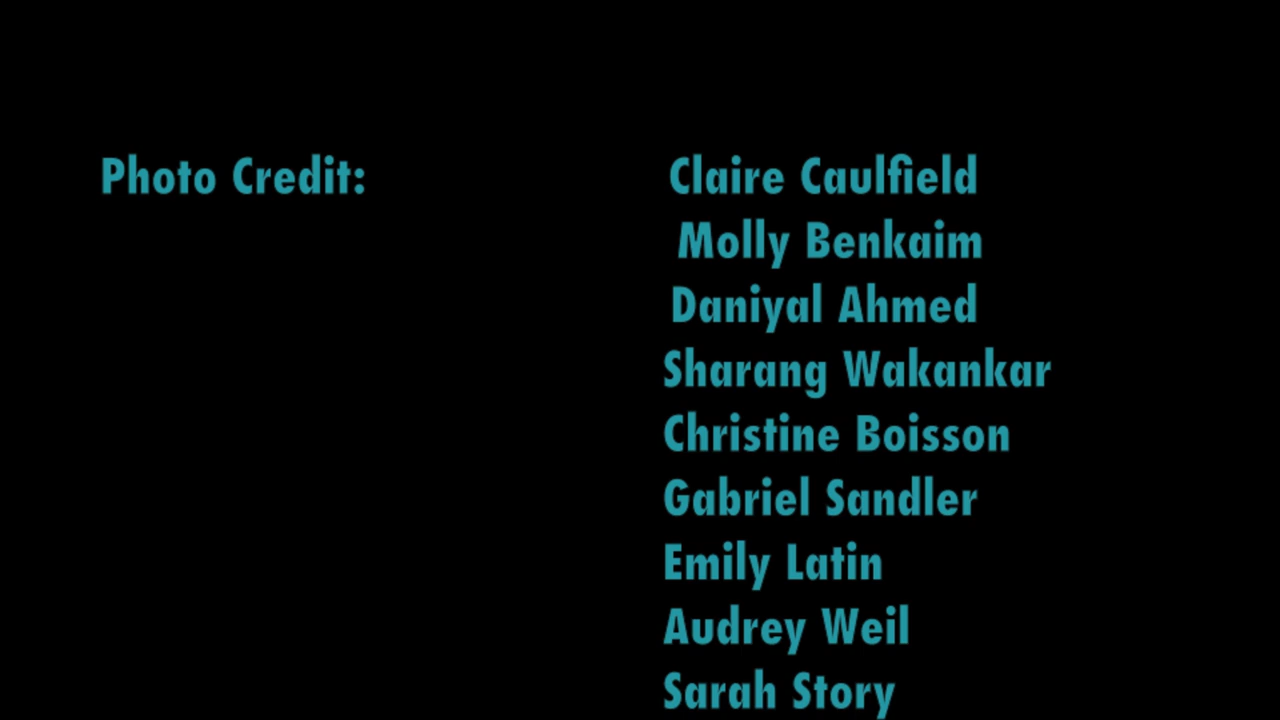 Photo Credit: Claire Caulfield
Molly Benkaim
Daniyal Ahmed
Sharang Wakankar
Christine Boisson
Gabriel Sandler
Emily Latin
Audrey Weil
Sarah Story